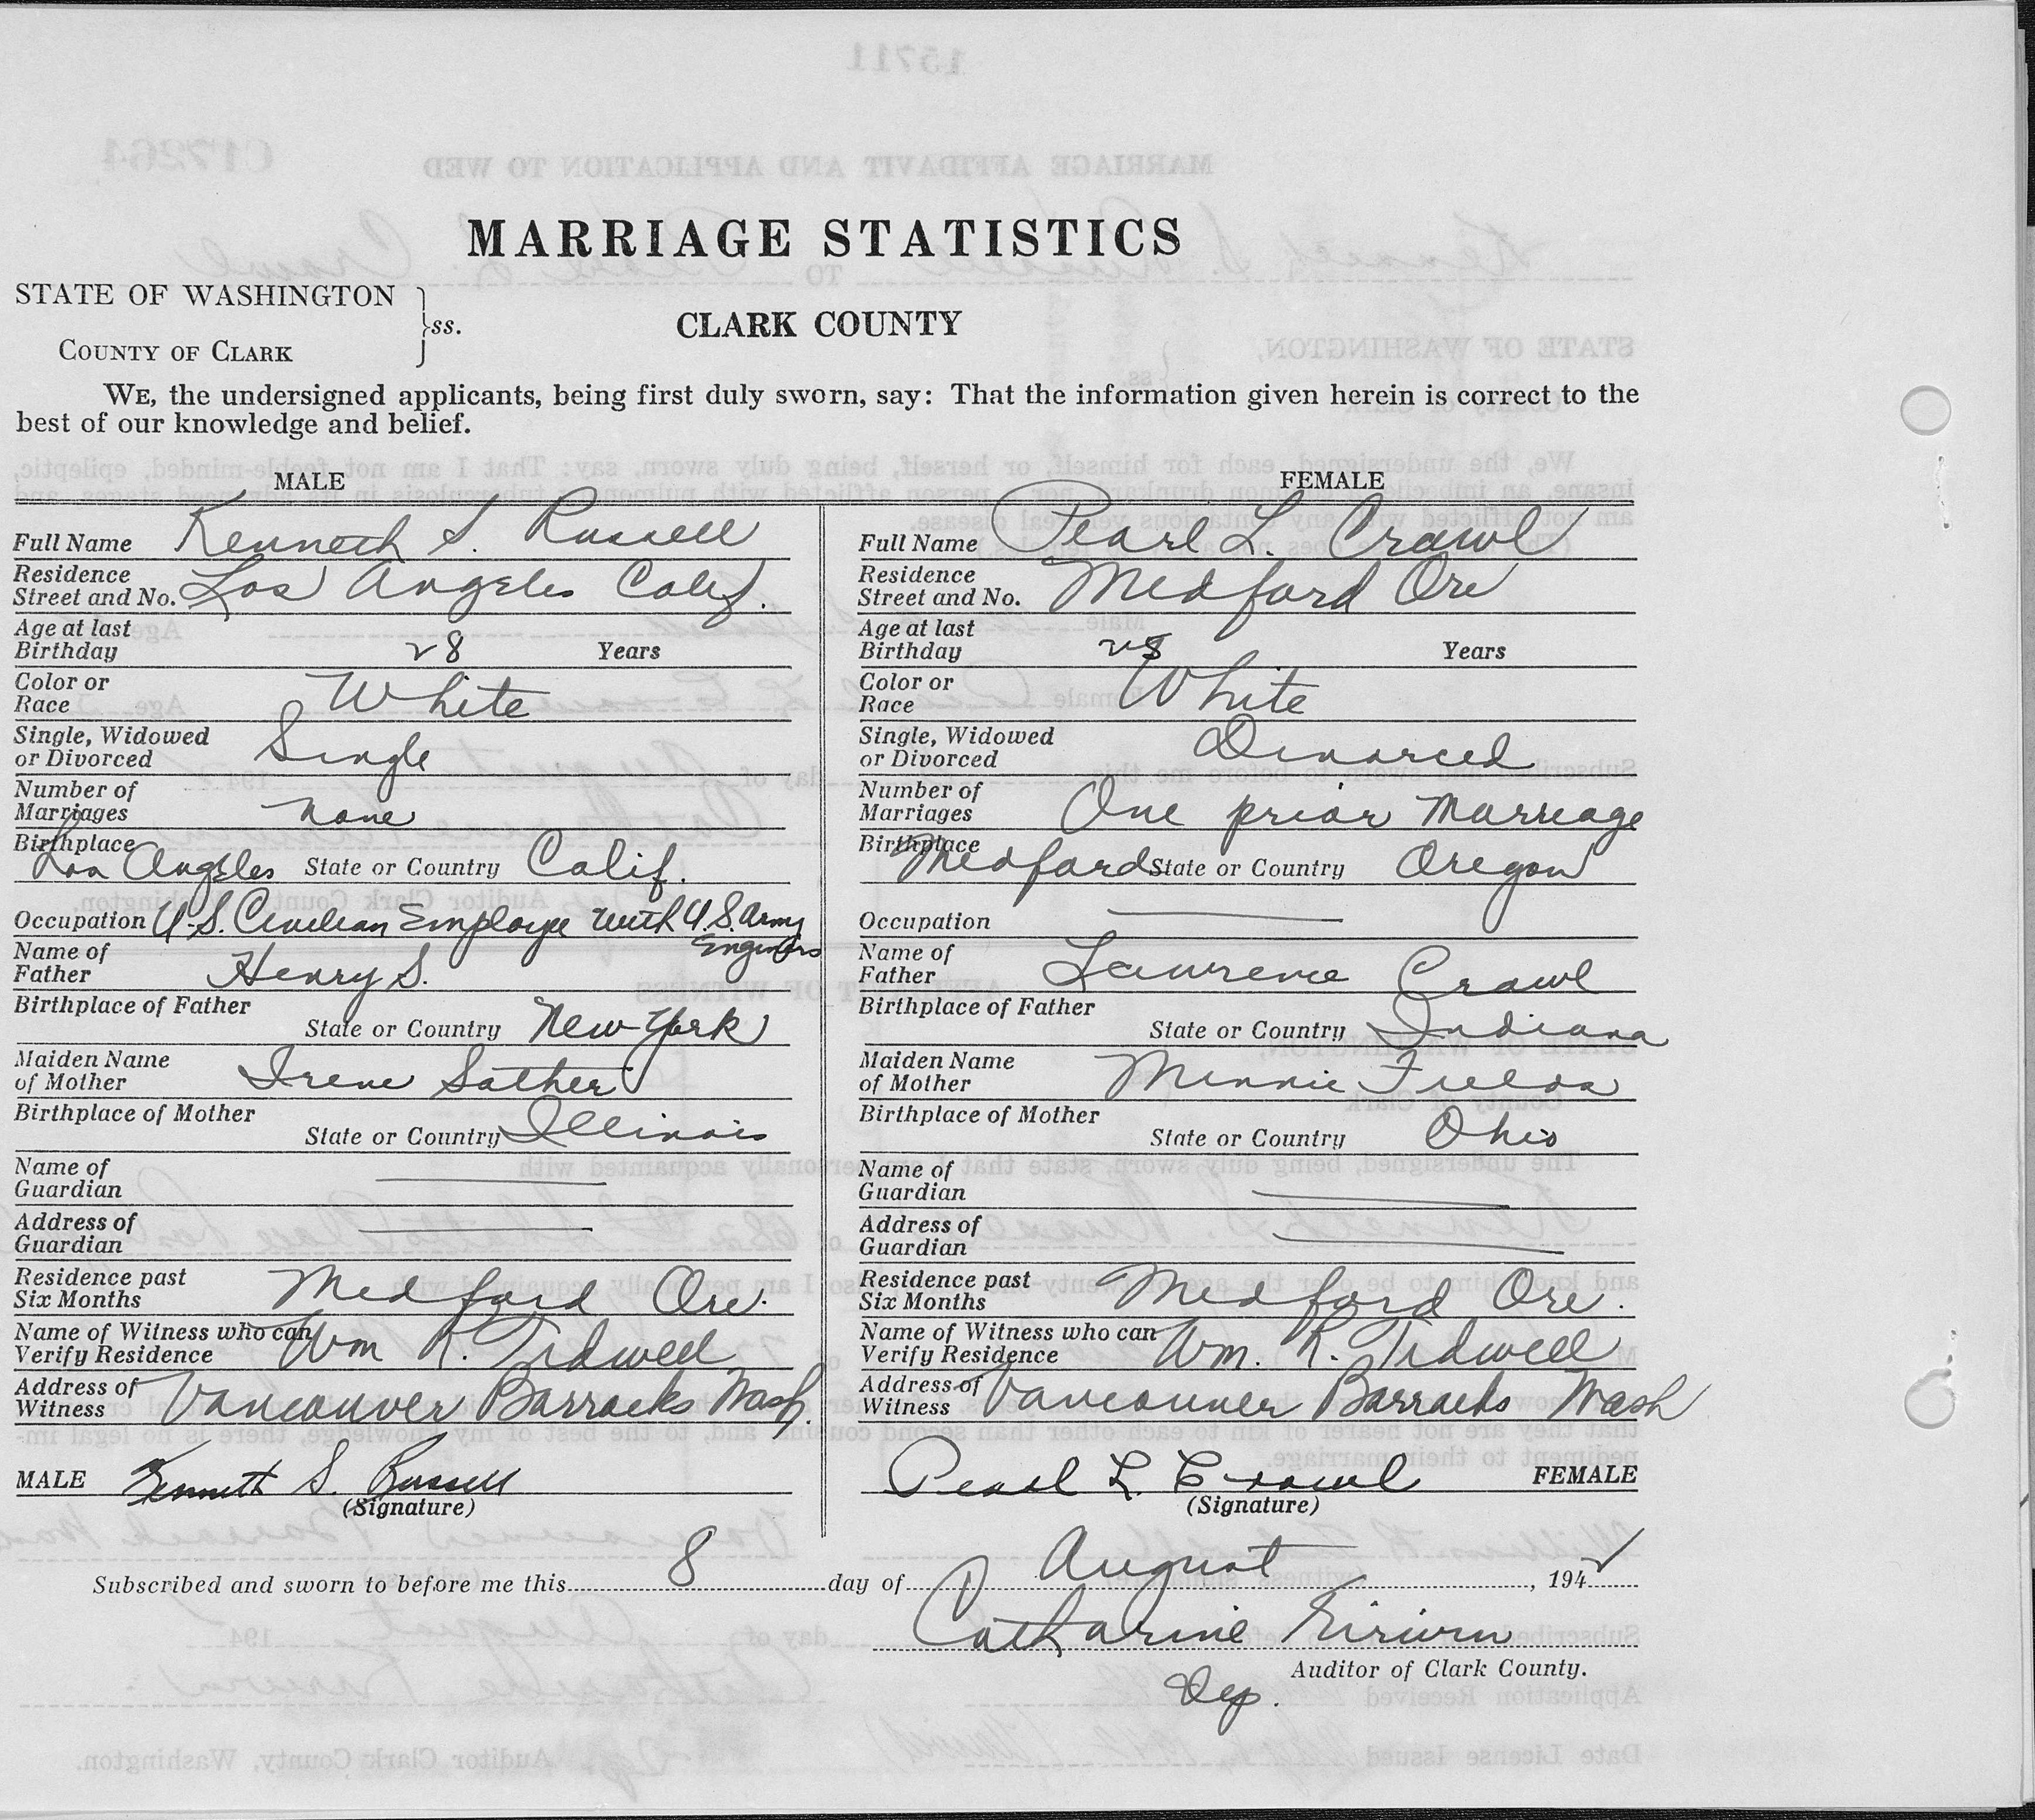 MARRIAGE STATISTICS
STATE OF WASHINGTON
COUNTY OF CLARK
ss.
CLARK COUNTY
WE, the undersigned applicants, being first duly sworn, say: That the information given herein is correct to the
best of our knowledge and belief.
MALE
Full Name Kenneth S. Russell
Residence Street and No. Los Angeles Calif.
Age at last Birthday 28 Years
Color or Race White
Single, Widowed or Divorced Single
Number of Marriages None
Birthplace Los Angeles State or Country Calif.
Occupation U.S. Civilian Employe with U.S. Army Engineers
Name of Father Henry S.
Birthplace of Father State or Country New York
Maiden Name of Mother Irene Sather
Birthplace of Mother State or Country Illinois
Name of Guardian
Address of Guardian
Residence past Six Months Medford Ore.
Name of Witness who can Verify Residence Wm R. Tidwell
Address of Witness Vancouver Barracks Wash.
MALE Kenneth S. Russell
(Signature)
FEMALE
Full Name Pearl L. Crawl
Residence Street and No. Medford Ore
Age at last Birthday 28 Years
Color or Race White
Single, Widowed or Divorced Divorced
Number of Marriages One prior Marriage
Birthplace Medford State or Country Oregon
Occupation
Name of Father Lawrence Crawl
Birthplace of Father State or Country Indiana
Maiden Name of Mother Minnie Fields
Birthplace of Mother State or Country Ohio
Name of Guardian
Address of Guardian
Residence past Six Months Medford Ore.
Name of Witness who can Verify Residence Wm. R. Tidwell
Address of Witness Vancouver Barracks Wash
Pearl L. Crawl FEMALE
(Signature)
Subscribed and sworn to before me this 8 day of August, 1942
Catharine
Auditor of Clark County.
Dep.